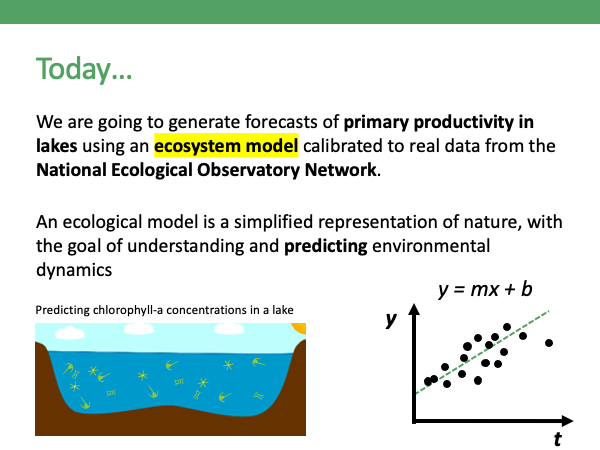 Today...
We are going to generate forecasts of primary productivity in
lakes using an ecosystem model calibrated to real data from the
National Ecological Observatory Network.
An ecological model is a simplified representation of nature, with
the goal of understanding and predicting environmental
dynamics
Predicting chlorophyll-a concentrations in a lake
y = mx + b
y
t